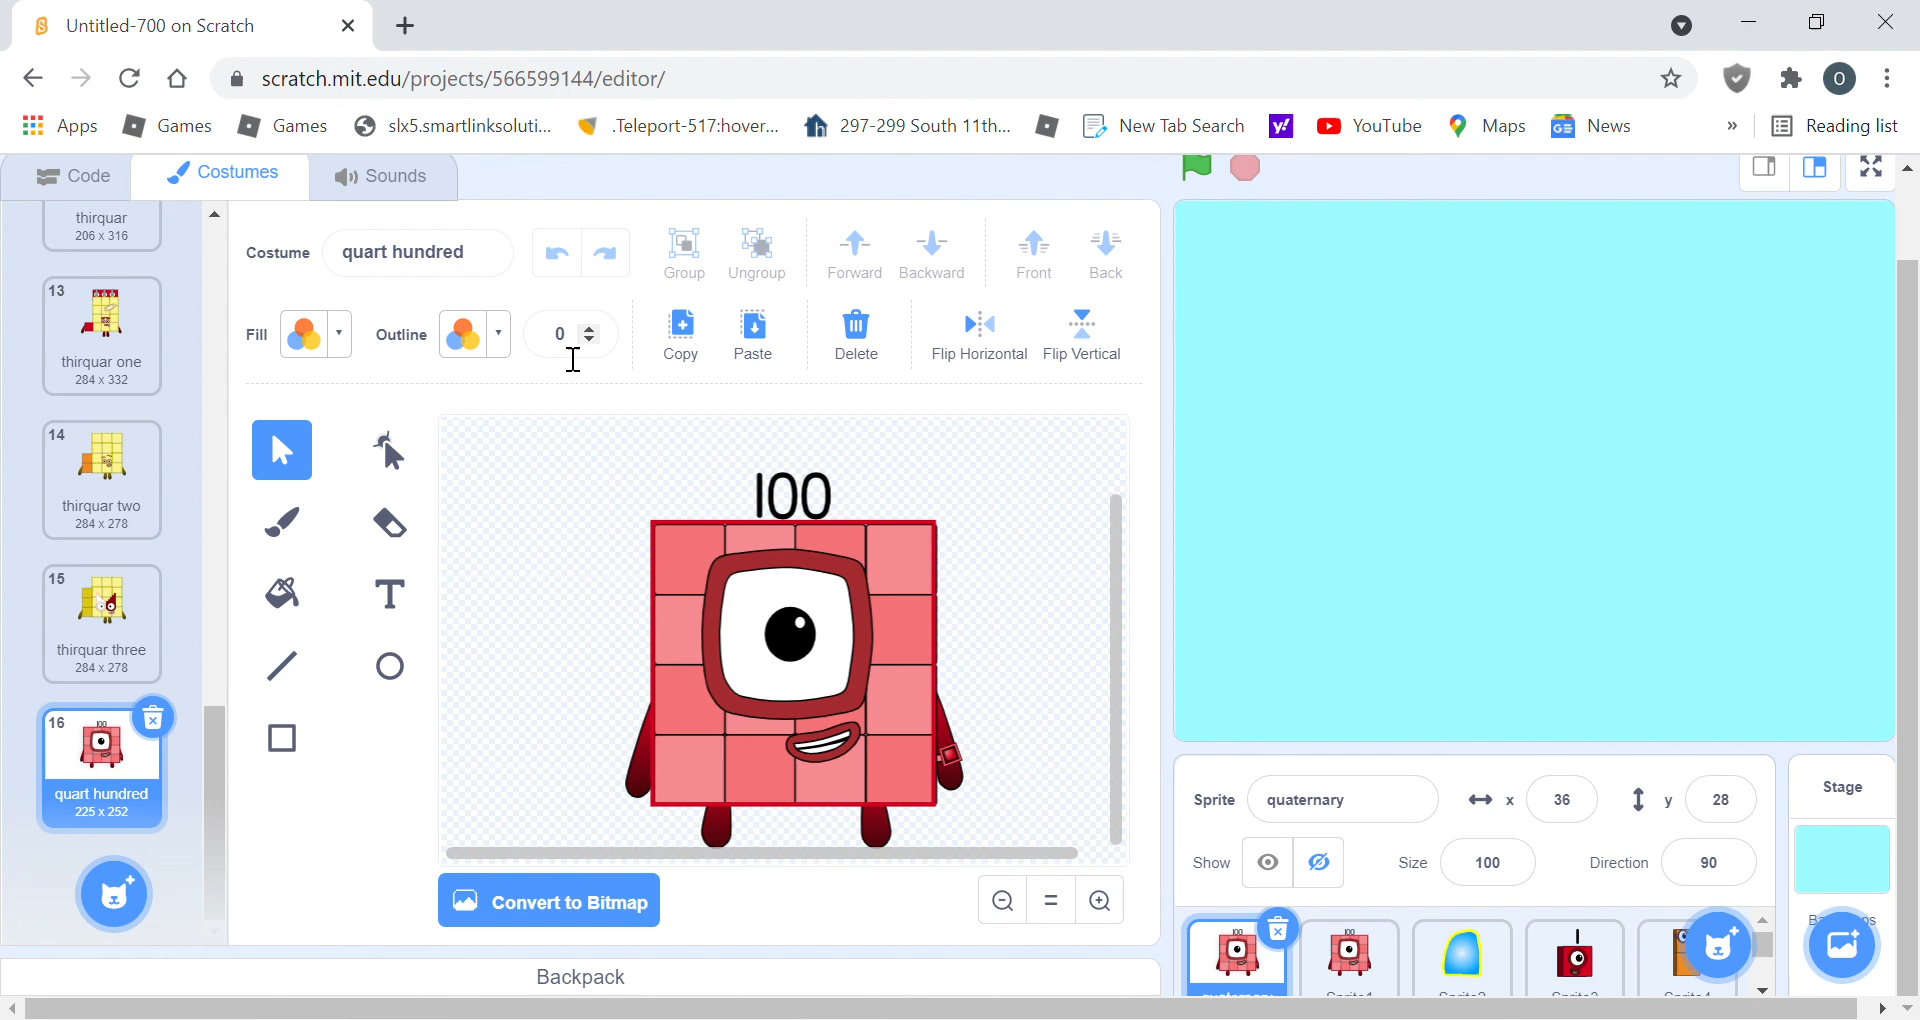 Untitled-700 on Scratch
scratch.mit.edu/projects/566599144/editor/
O
Apps
Games
Games
slx5.smartlinksoluti...
.Teleport-517:hover...
297-299 South 11th...
New Tab Search
y!
YouTube
Maps
News
»
Reading list
Code
Costumes
Sounds
thirquar
206 x 316
13
thirquar one
284 x 332
14
thirquar two
284 x 278
15
thirquar three
284 x 278
16
100
quart hundred
225 x 252
Costume
quart hundred
Group
Ungroup
Forward
Backward
Front
Back
Fill
Outline
0
Copy
Paste
Delete
Flip Horizontal
Flip Vertical
T
100
Convert to Bitmap
Backpack
Sprite
quaternary
x
36
y
28
Show
Size
100
Direction
90
Stage
100
100